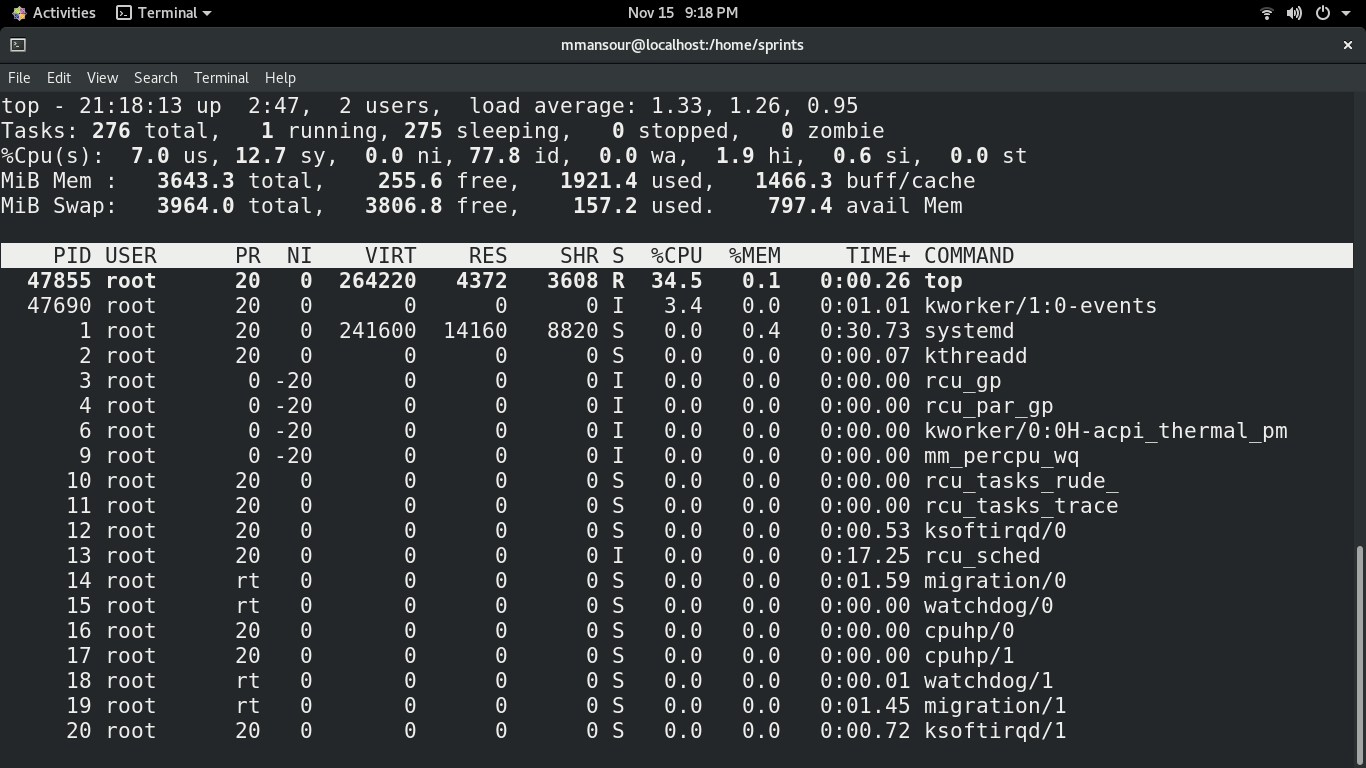 Activities Terminal Nov 15 9:18 PM
mmansour@localhost:/home/sprints ×
File Edit View Search Terminal Help
top - 21:18:13 up  2:47,  2 users,  load average: 1.33, 1.26, 0.95
Tasks: 276 total,   1 running, 275 sleeping,   0 stopped,   0 zombie
%Cpu(s):  7.0 us, 12.7 sy,  0.0 ni, 77.8 id,  0.0 wa,  1.9 hi,  0.6 si,  0.0 st
MiB Mem :   3643.3 total,    255.6 free,   1921.4 used,   1466.3 buff/cache
MiB Swap:   3964.0 total,   3806.8 free,    157.2 used.    797.4 avail Mem
PID USER      PR  NI    VIRT    RES    SHR S  %CPU  %MEM     TIME+ COMMAND
47855 root      20   0  264220   4372   3608 R  34.5   0.1   0:00.26 top
47690 root      20   0       0      0      0 I   3.4   0.0   0:01.01 kworker/1:0-events
1 root      20   0  241600  14160   8820 S   0.0   0.4   0:30.73 systemd
2 root      20   0       0      0      0 S   0.0   0.0   0:00.07 kthreadd
3 root       0 -20       0      0      0 I   0.0   0.0   0:00.00 rcu_gp
4 root       0 -20       0      0      0 I   0.0   0.0   0:00.00 rcu_par_gp
6 root       0 -20       0      0      0 I   0.0   0.0   0:00.00 kworker/0:0H-acpi_thermal_pm
9 root       0 -20       0      0      0 I   0.0   0.0   0:00.00 mm_percpu_wq
10 root      20   0       0      0      0 S   0.0   0.0   0:00.00 rcu_tasks_rude_
11 root      20   0       0      0      0 S   0.0   0.0   0:00.00 rcu_tasks_trace
12 root      20   0       0      0      0 S   0.0   0.0   0:00.53 ksoftirqd/0
13 root      20   0       0      0      0 I   0.0   0.0   0:17.25 rcu_sched
14 root      rt   0       0      0      0 S   0.0   0.0   0:01.59 migration/0
15 root      rt   0       0      0      0 S   0.0   0.0   0:00.00 watchdog/0
16 root      20   0       0      0      0 S   0.0   0.0   0:00.00 cpuhp/0
17 root      20   0       0      0      0 S   0.0   0.0   0:00.00 cpuhp/1
18 root      rt   0       0      0      0 S   0.0   0.0   0:00.01 watchdog/1
19 root      rt   0       0      0      0 S   0.0   0.0   0:01.45 migration/1
20 root      20   0       0      0      0 S   0.0   0.0   0:00.72 ksoftirqd/1